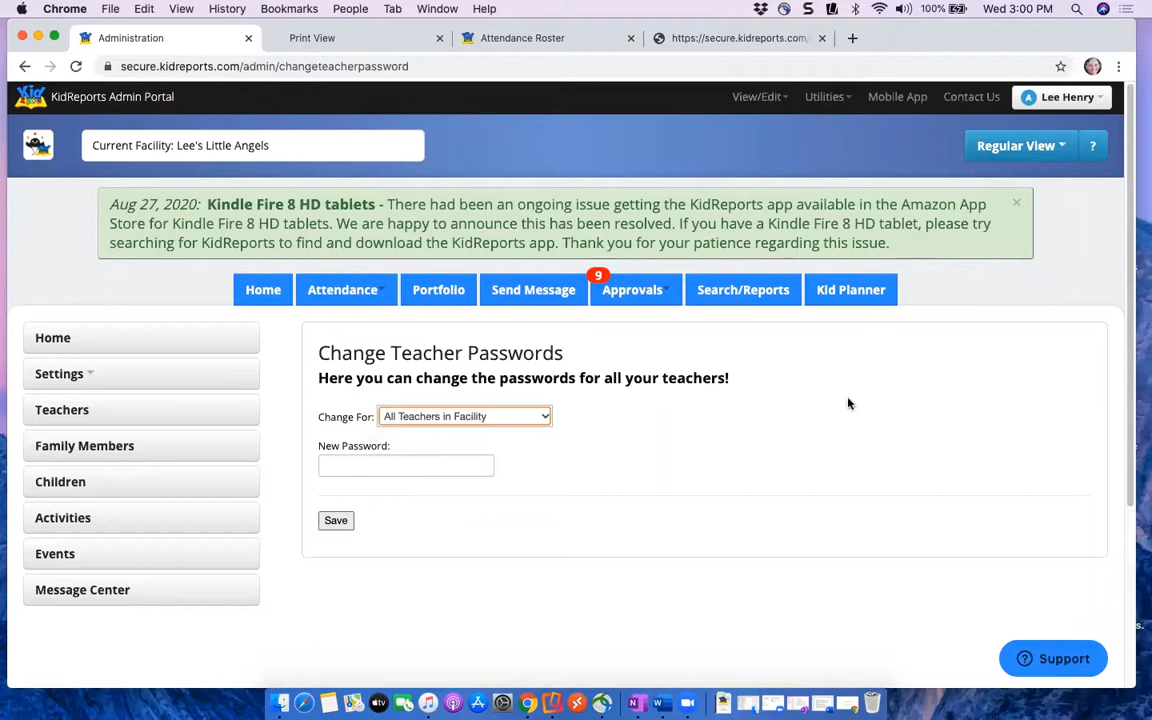 Chrome File Edit View History Bookmarks People Tab Window Help 100% Wed 3:00 PM
Administration Print View Attendance Roster https://secure.kidreports.com/
secure.kidreports.com/admin/changeteacherpassword
KidReports Admin Portal View/Edit Utilities Mobile App Contact Us A Lee Henry
Current Facility: Lee's Little Angels Regular View ?
Aug 27, 2020: Kindle Fire 8 HD tablets - There had been an ongoing issue getting the KidReports app available in the Amazon App
Store for Kindle Fire 8 HD tablets. We are happy to announce this has been resolved. If you have a Kindle Fire 8 HD tablet, please try
searching for KidReports to find and download the KidReports app. Thank you for your patience regarding this issue.
9
Home Attendance Portfolio Send Message Approvals Search/Reports Kid Planner
Home
Settings
Teachers
Family Members
Children
Activities
Events
Message Center
Change Teacher Passwords
Here you can change the passwords for all your teachers!
Change For: All Teachers in Facility
New Password:
Save
Support